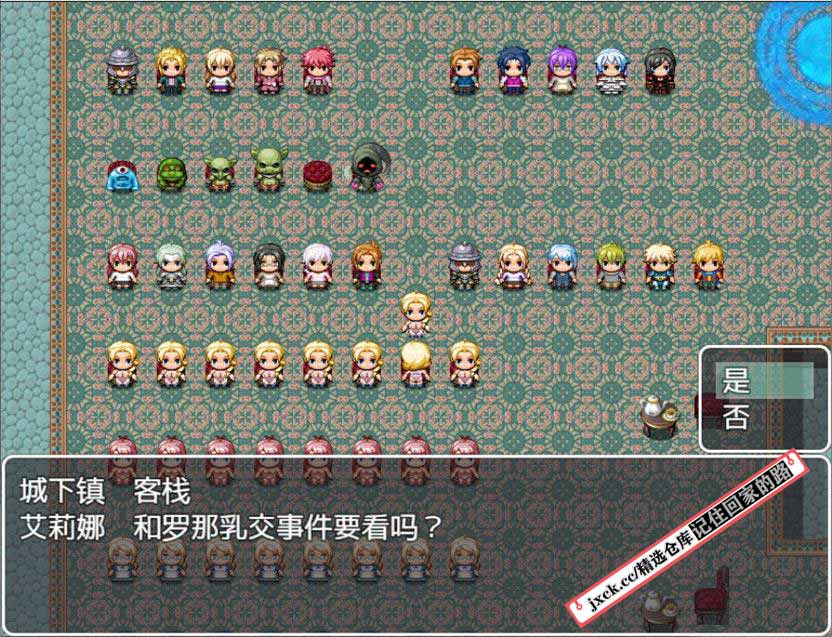 是
否
城下镇 客栈
艾莉娜 和罗那乳交事件要看吗？
jxck.cc/精选仓库记住回家的路